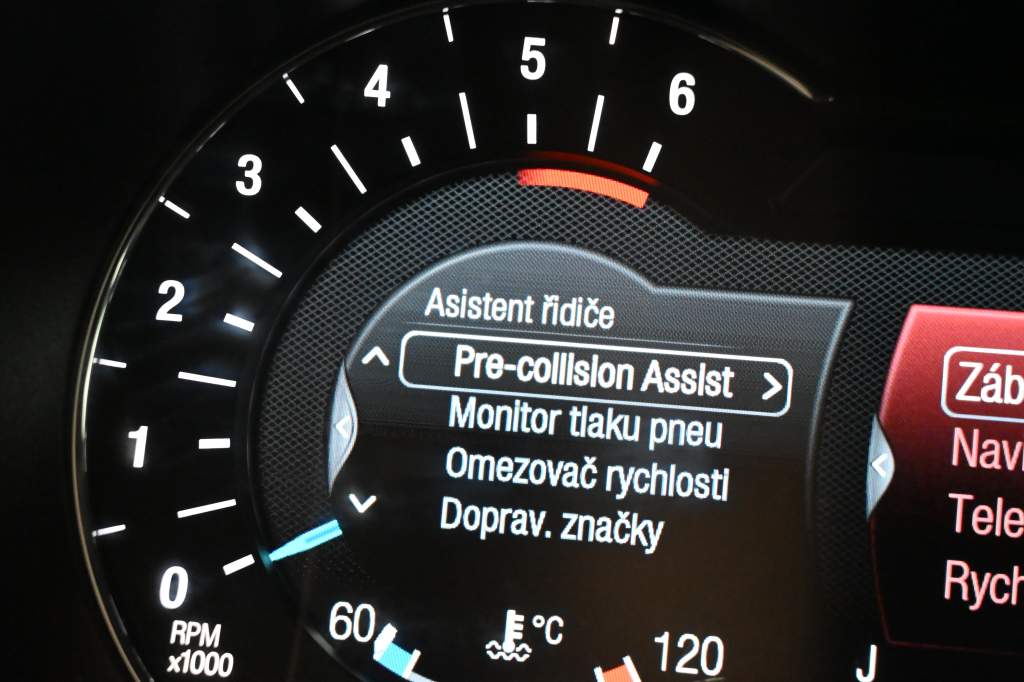 5
4
6
3
2
1
0
RPM
x1000
Asistent řidiče
Pre-collision Assist
Monitor tlaku pneu
Omezovač rychlosti
Doprav. značky
60
°C
120
J